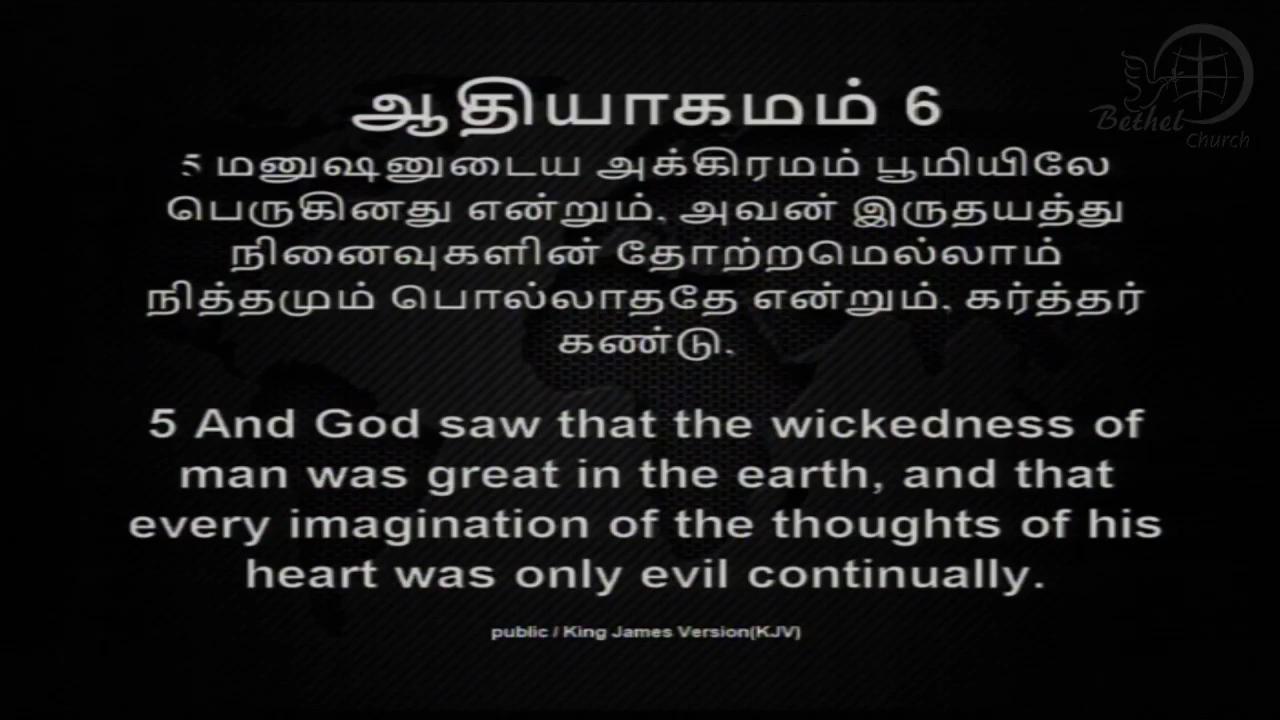 ஆதியாகமம் 6
5 மனுஷனுடைய அக்கிரமம் பூமியிலே
பெருகினது என்றும், அவன் இருதயத்து
நினைவுகளின் தோற்றமெல்லாம்
நித்தமும் பொல்லாததே என்றும், கர்த்தர்
கண்டு,
5 And God saw that the wickedness of
man was great in the earth, and that
every imagination of the thoughts of his
heart was only evil continually.
public / King James Version(KJV)
Bethel
Church